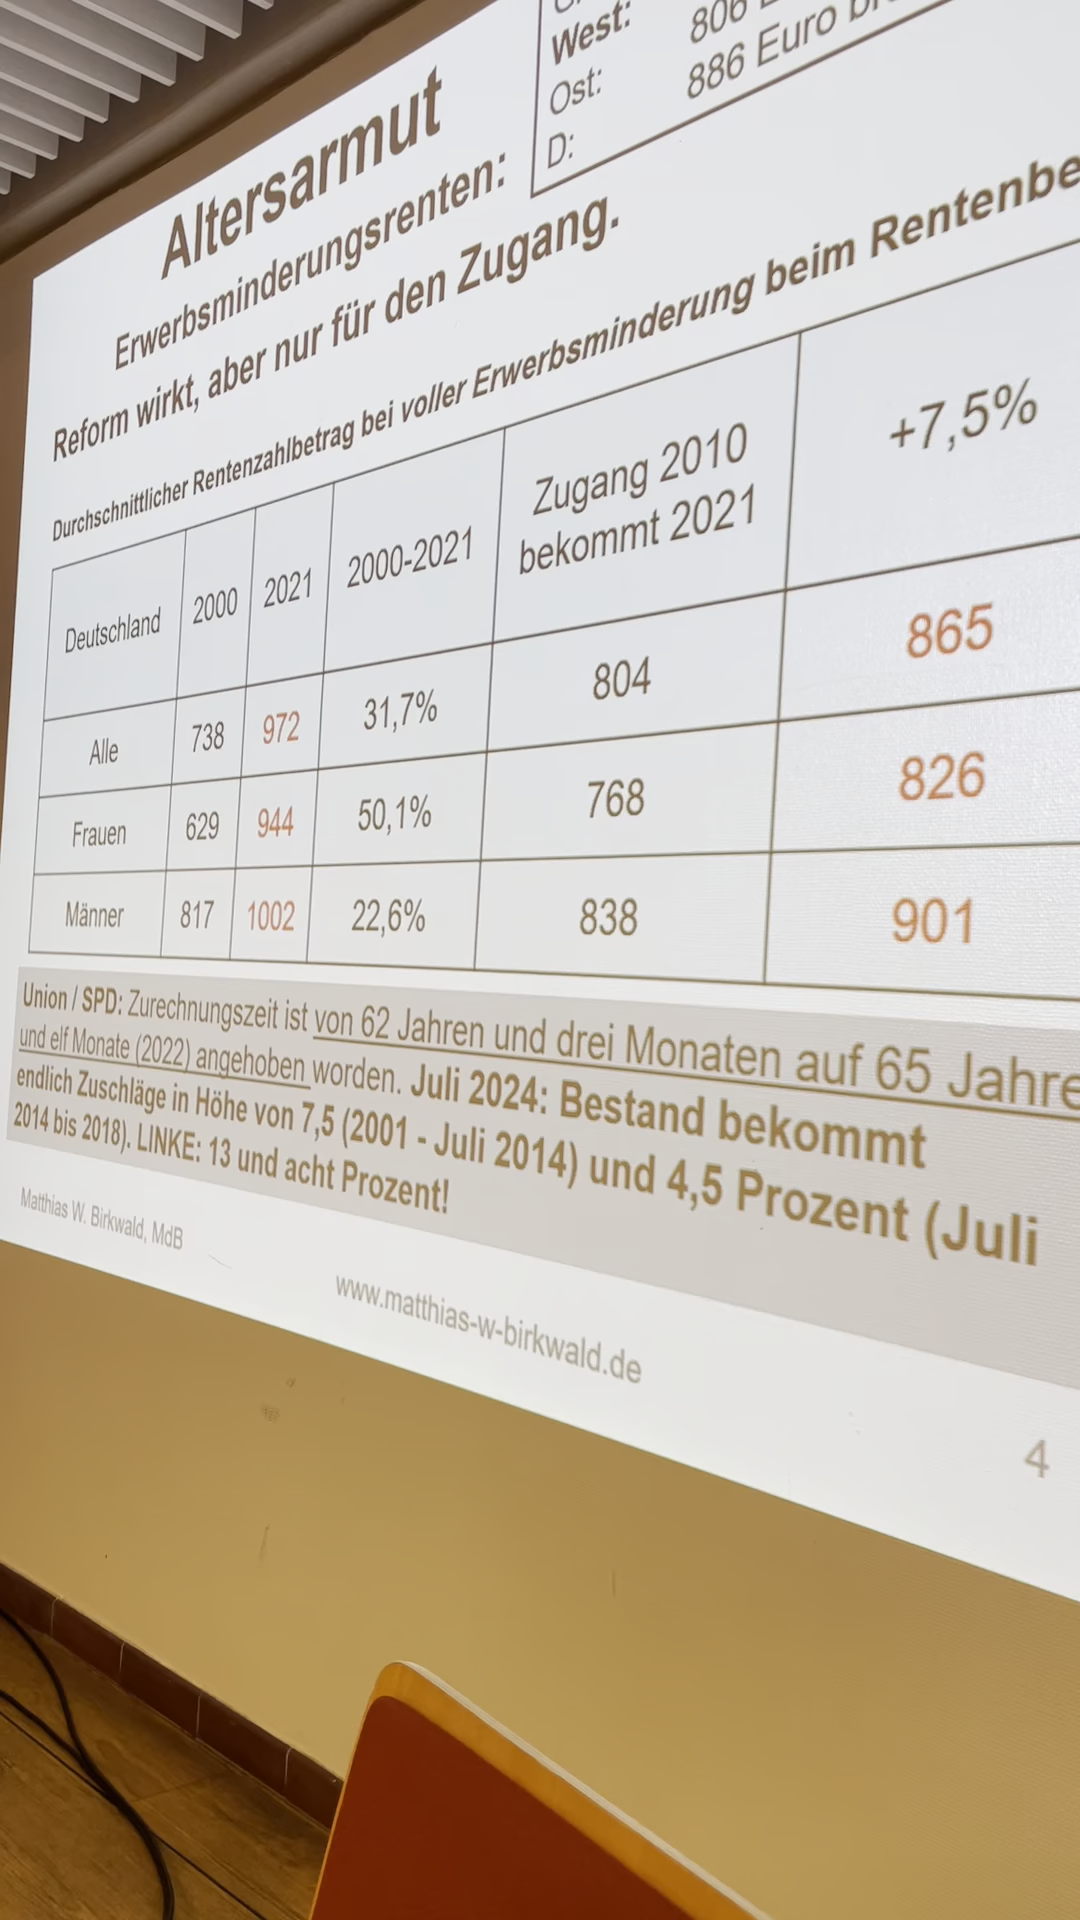 Altersarmut
Erwerbsminderungsrenten:
Reform wirkt, aber nur für den Zugang.
West: 806
Ost: 886 Euro
D:
Durchschnittlicher Rentenzahlbetrag bei voller Erwerbsminderung beim
Deutschland 2000 2021 2000-2021 Zugang 2010 bekommt 2021 +7,5%
Alle 738 972 31,7% 804 865
Frauen 629 944 50,1% 768 826
Männer 817 1002 22,6% 838 901
Union / SPD: Zurechnungszeit ist von 62 Jahren und drei Monaten auf 65 Jahre
und elf Monate (2022) angehoben worden. Juli 2024: Bestand bekommt
endlich Zuschläge in Höhe von 7,5 (2001 - Juli 2014) und 4,5 Prozent (Juli
2014 bis 2018). LINKE: 13 und acht Prozent!
Matthias W. Birkwald, MdB
www.matthias-w-birkwald.de
4